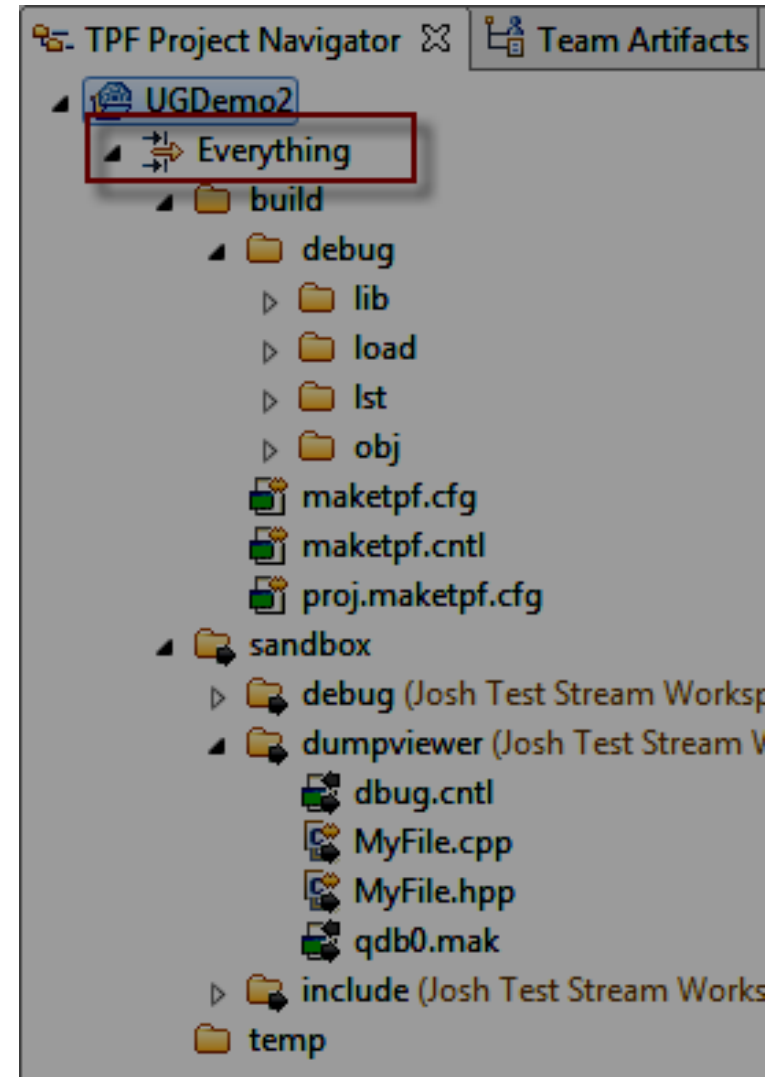 TPF Project Navigator Team Artifacts
UGDemo2
Everything
build
debug
lib
load
lst
obj
maketpf.cfg
maketpf.cntl
proj.maketpf.cfg
sandbox
debug (Josh Test Stream Worksp
dumpviewer (Josh Test Stream W
dbug.cntl
MyFile.cpp
MyFile.hpp
qdb0.mak
include (Josh Test Stream Works
temp